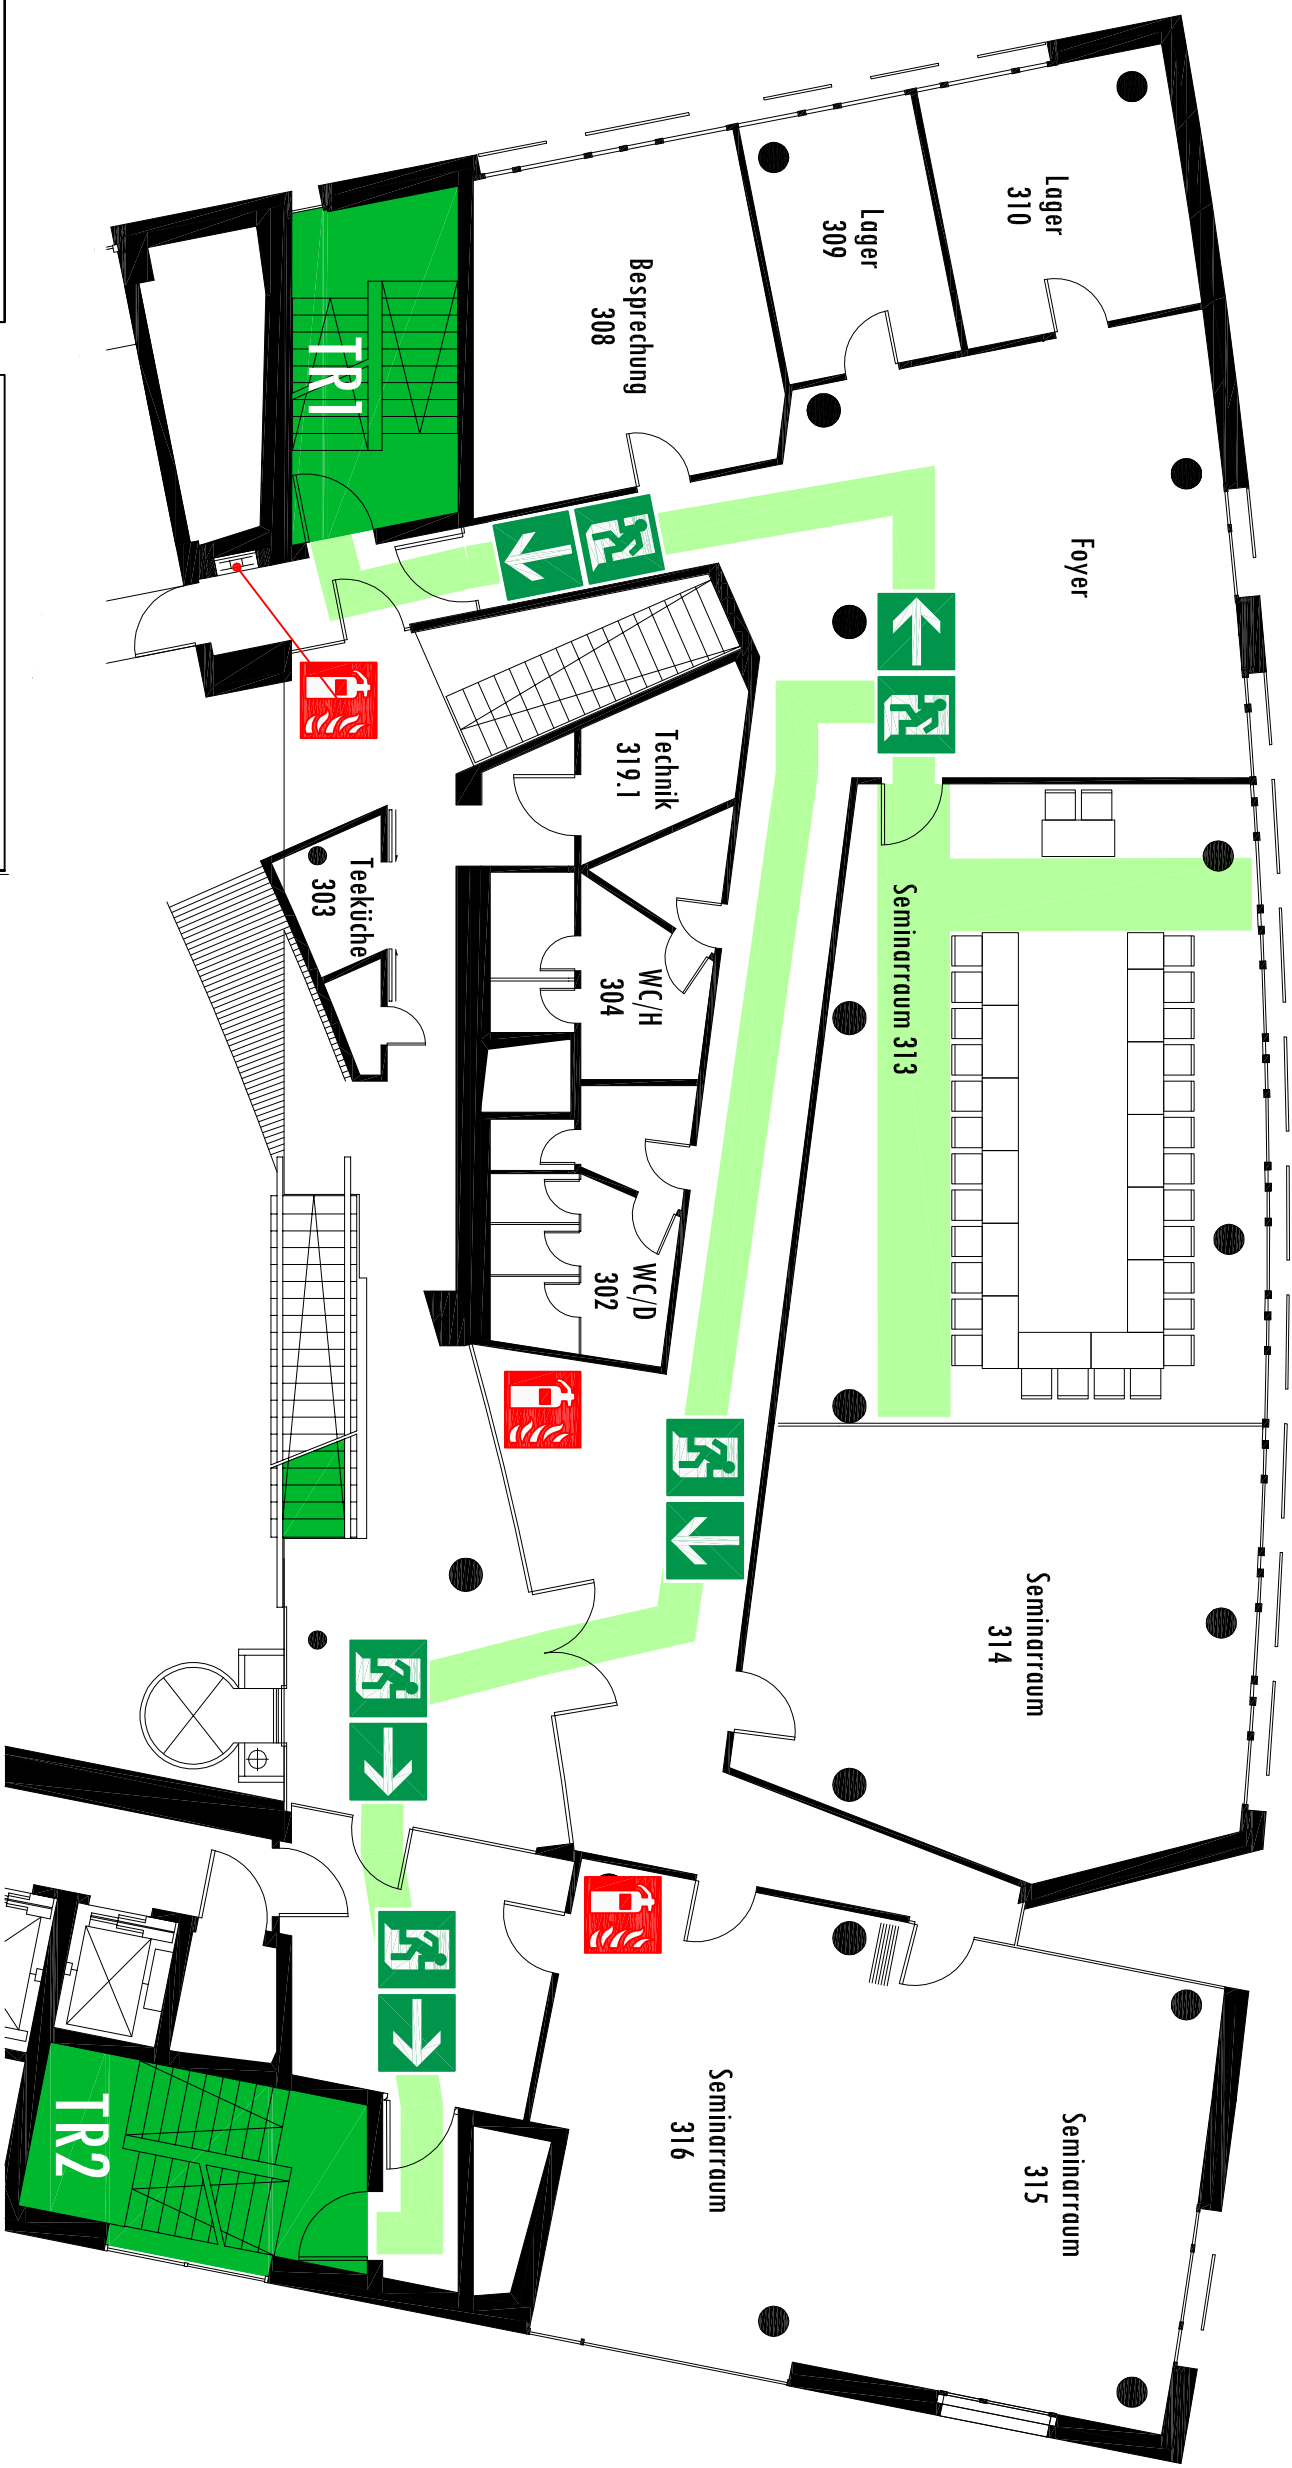 Lager
310
Lager
309
Besprechung
308
TR1
Foyer
Technik
319.1
Teeküche
303
WC/H
304
Seminarraum 313
WC/D
302
Seminarraum
314
Seminarraum
315
Seminarraum
316
TR2